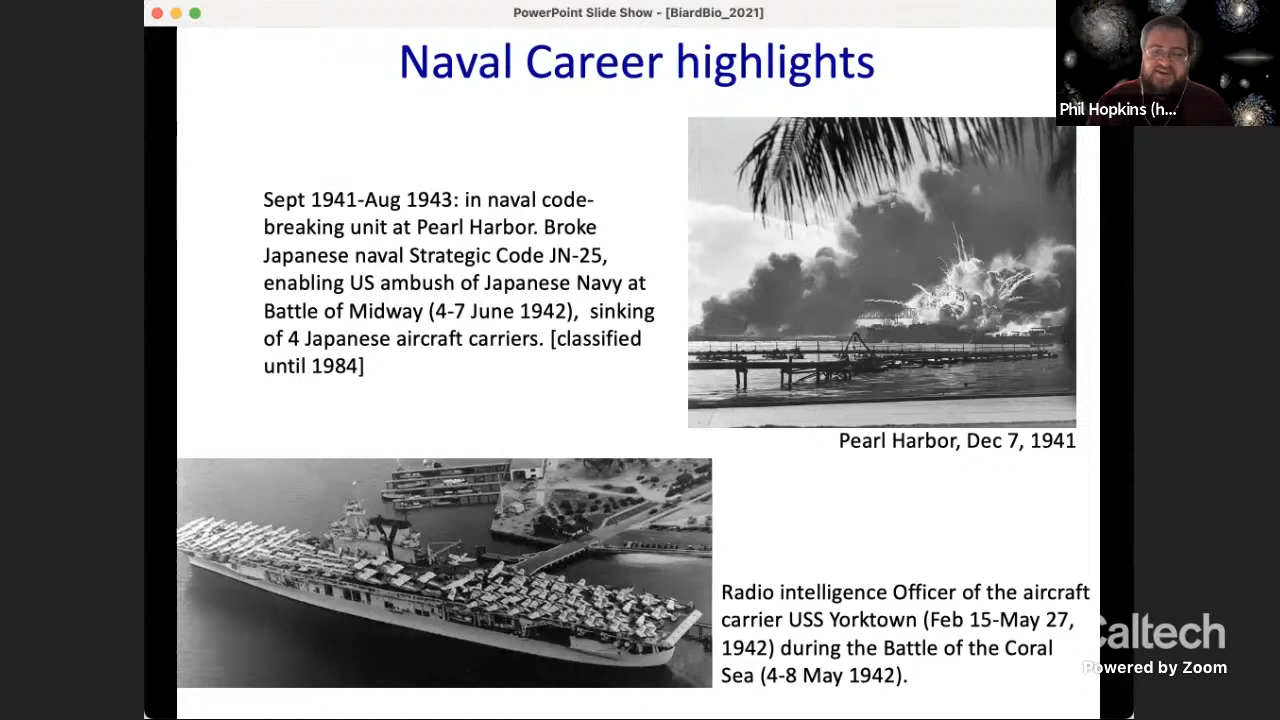 PowerPoint Slide Show - [BiardBio_2021]
Naval Career highlights
Phil Hopkins (h...
Sept 1941-Aug 1943: in naval code-
breaking unit at Pearl Harbor. Broke
Japanese naval Strategic Code JN-25,
enabling US ambush of Japanese Navy at
Battle of Midway (4-7 June 1942),  sinking
of 4 Japanese aircraft carriers. [classified
until 1984]
Pearl Harbor, Dec 7, 1941
Radio intelligence Officer of the aircraft
carrier USS Yorktown (Feb 15-May 27,
1942) during the Battle of the Coral
Sea (4-8 May 1942).
Caltech
Powered by Zoom